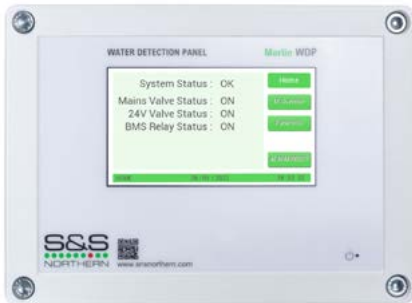 WATER DETECTION PANEL
Merlin WDP
System Status : OK
Mains Valve Status : ON
24V Valve Status : ON
BMS Relay Status : ON
Home
S&S
NORTHERN
www.snsnorthern.com